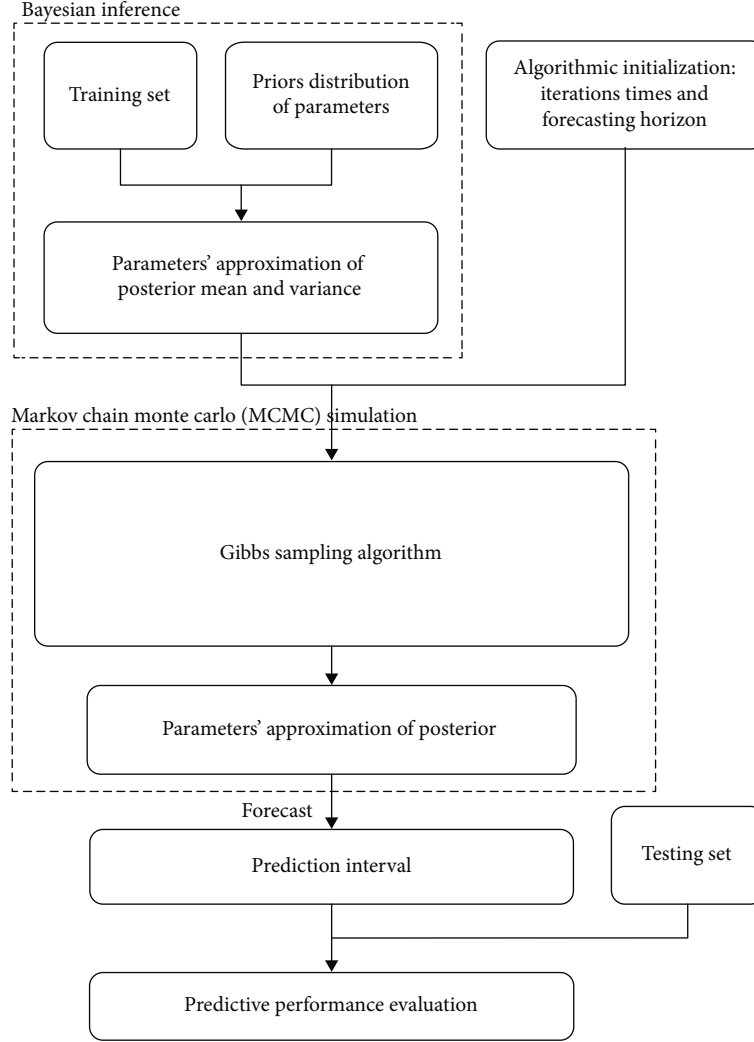 Bayesian inference
Training set
Priors distribution
of parameters
Algorithmic initialization:
iterations times and
forecasting horizon
Parameters’ approximation of
posterior mean and variance
Markov chain monte carlo (MCMC) simulation
Gibbs sampling algorithm
Parameters’ approximation of posterior
Forecast
Prediction interval
Testing set
Predictive performance evaluation